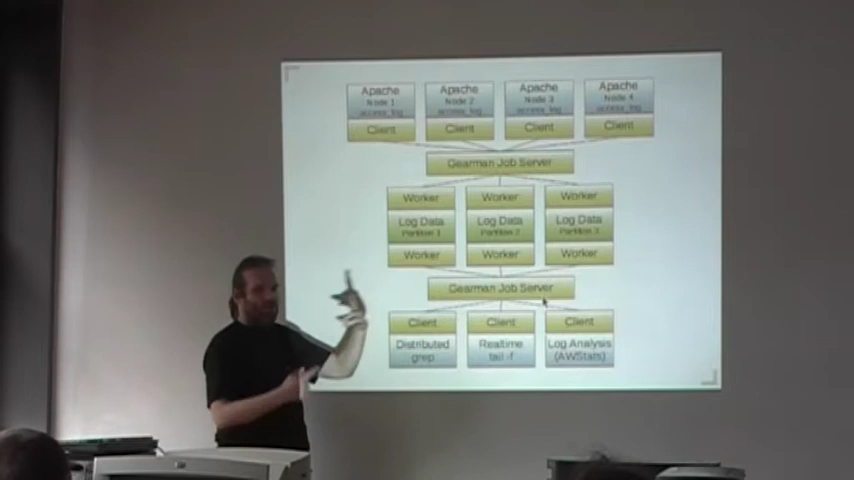 Apache Apache Apache Apache
Node 1 Node 2 Node 3 Node 4
access_log access_log access_log access_log
Client Client Client Client
Gearman Job Server
Worker Worker Worker
Log Data Log Data Log Data
Partition 1 Partition 2 Partition 3
Worker Worker Worker
Gearman Job Server
Client Client Client
Distributed Realtime Log Analysis
grep tail -f (AWStats)